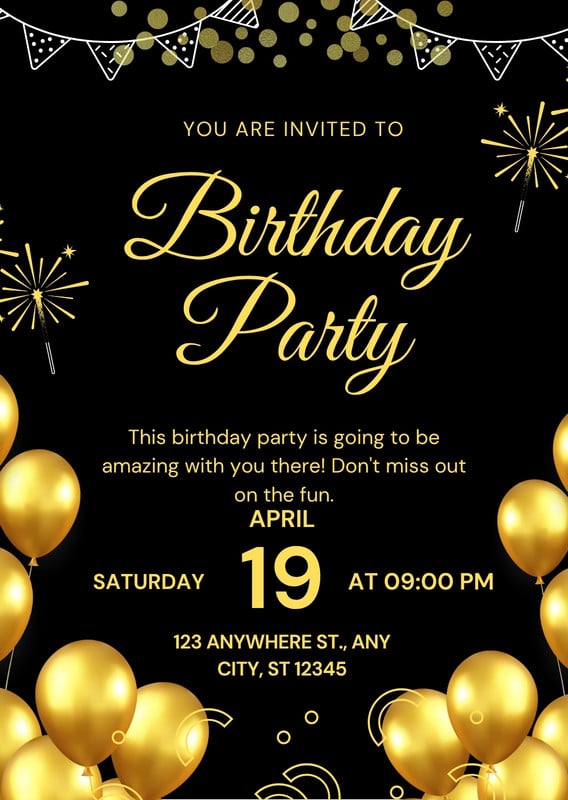 YOU ARE INVITED TO
Birthday
Party
This birthday party is going to be
amazing with you there! Don't miss out
on the fun.
APRIL
SATURDAY 19 AT 09:00 PM
123 ANYWHERE ST., ANY
CITY, ST 12345